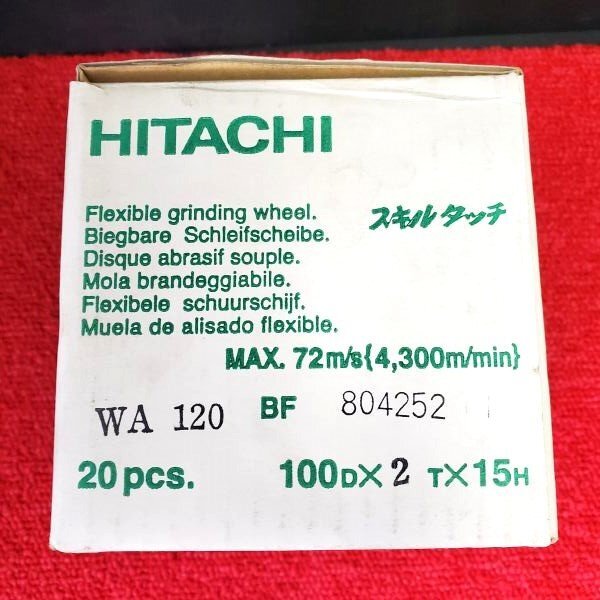 HITACHI
Flexible grinding wheel.
スキルタッチ
Biegbare Schleifscheibe.
Disque abrasif souple.
Mola brandeggiabile.
Flexibele schuurschijf.
Muela de alisado flexible.
MAX. 72m/s{4,300m/min}
WA 120 BF 804252
20 pcs. 100D×2 T×15H